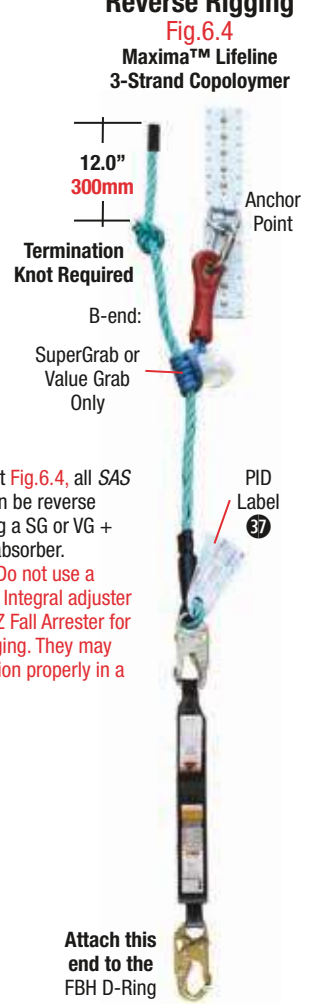 Reverse Rigging
Fig.6.4
Maxima™ Lifeline
3-Strand Copoloymer
12.0”
300mm
Anchor
Point
Termination
Knot Required
B-end:
SuperGrab or
Value Grab
Only
t Fig.6.4, all SAS
n be reverse
g a SG or VG +
absorber.
Do not use a
Integral adjuster
Z Fall Arrester for
ging. They may
ion properly in a
PID
Label
37
Attach this
end to the
FBH D-Ring